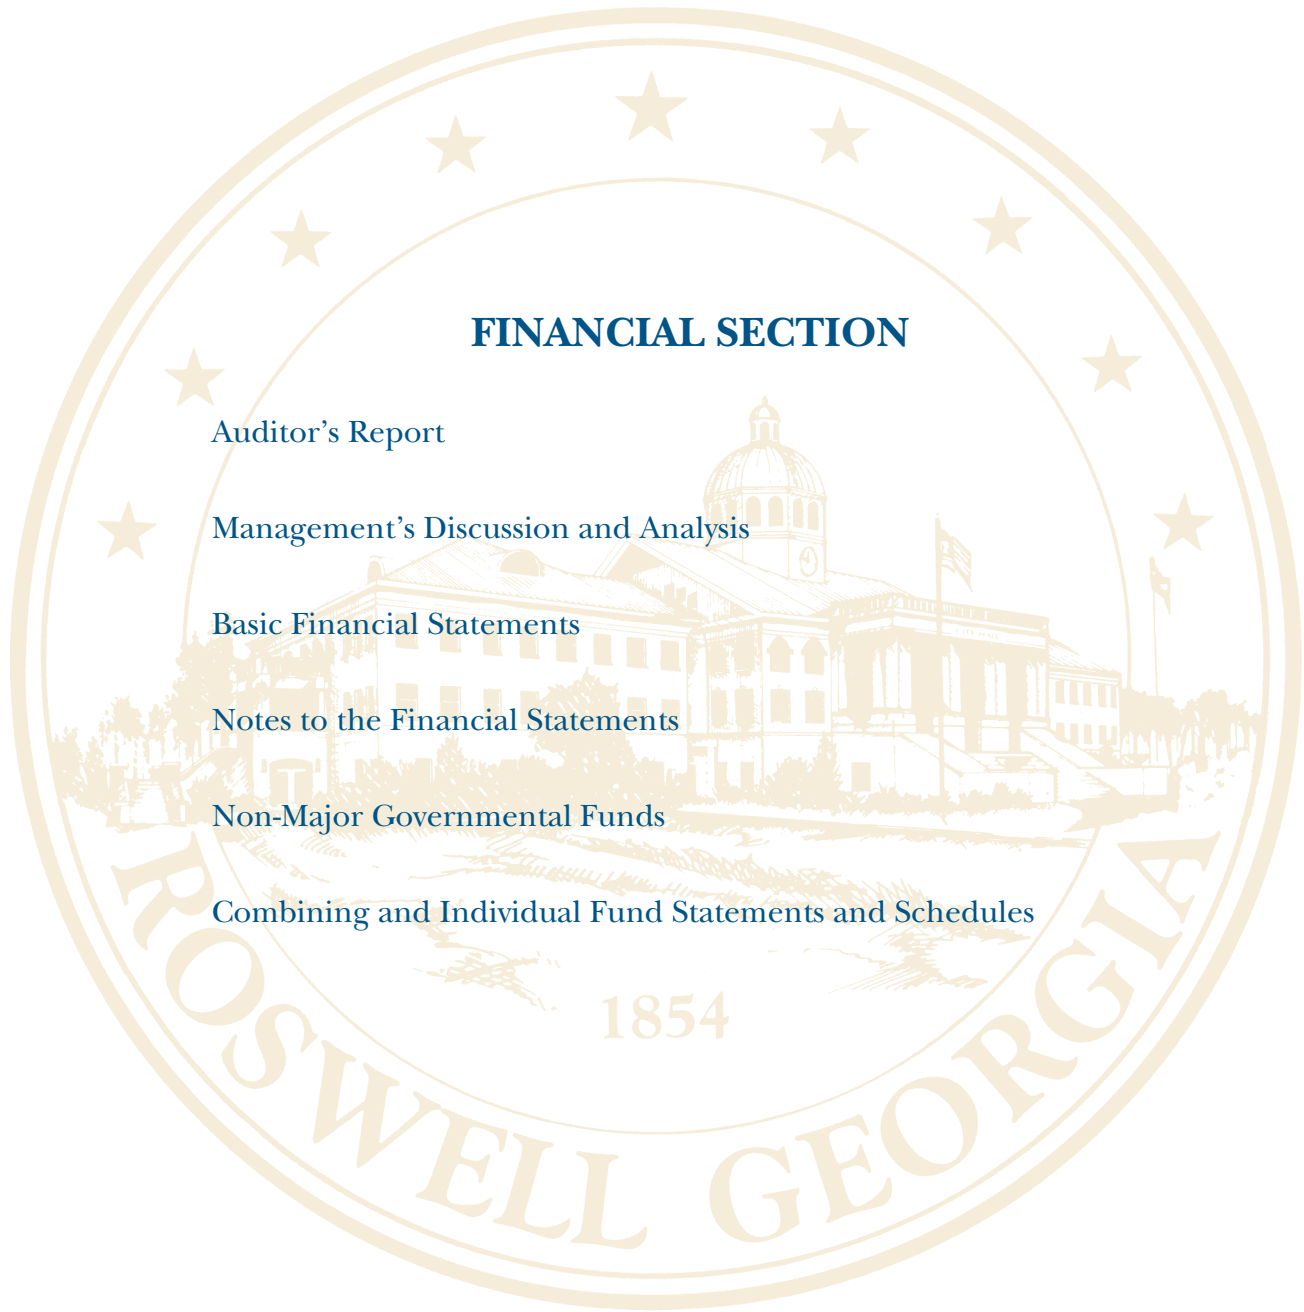 FINANCIAL SECTION
Auditor’s Report
Management’s Discussion and Analysis
Basic Financial Statements
Notes to the Financial Statements
Non-Major Governmental Funds
Combining and Individual Fund Statements and Schedules
1854
ROSWELL GEORGIA